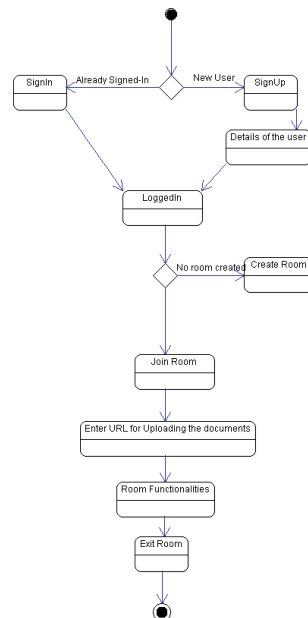 SignIn
Already Signed-In
New User
SignUp
Details of the user
LoggedIn
No room created
Create Room
Join Room
Enter URL for Uploading the documents
Room Functionalities
Exit Room